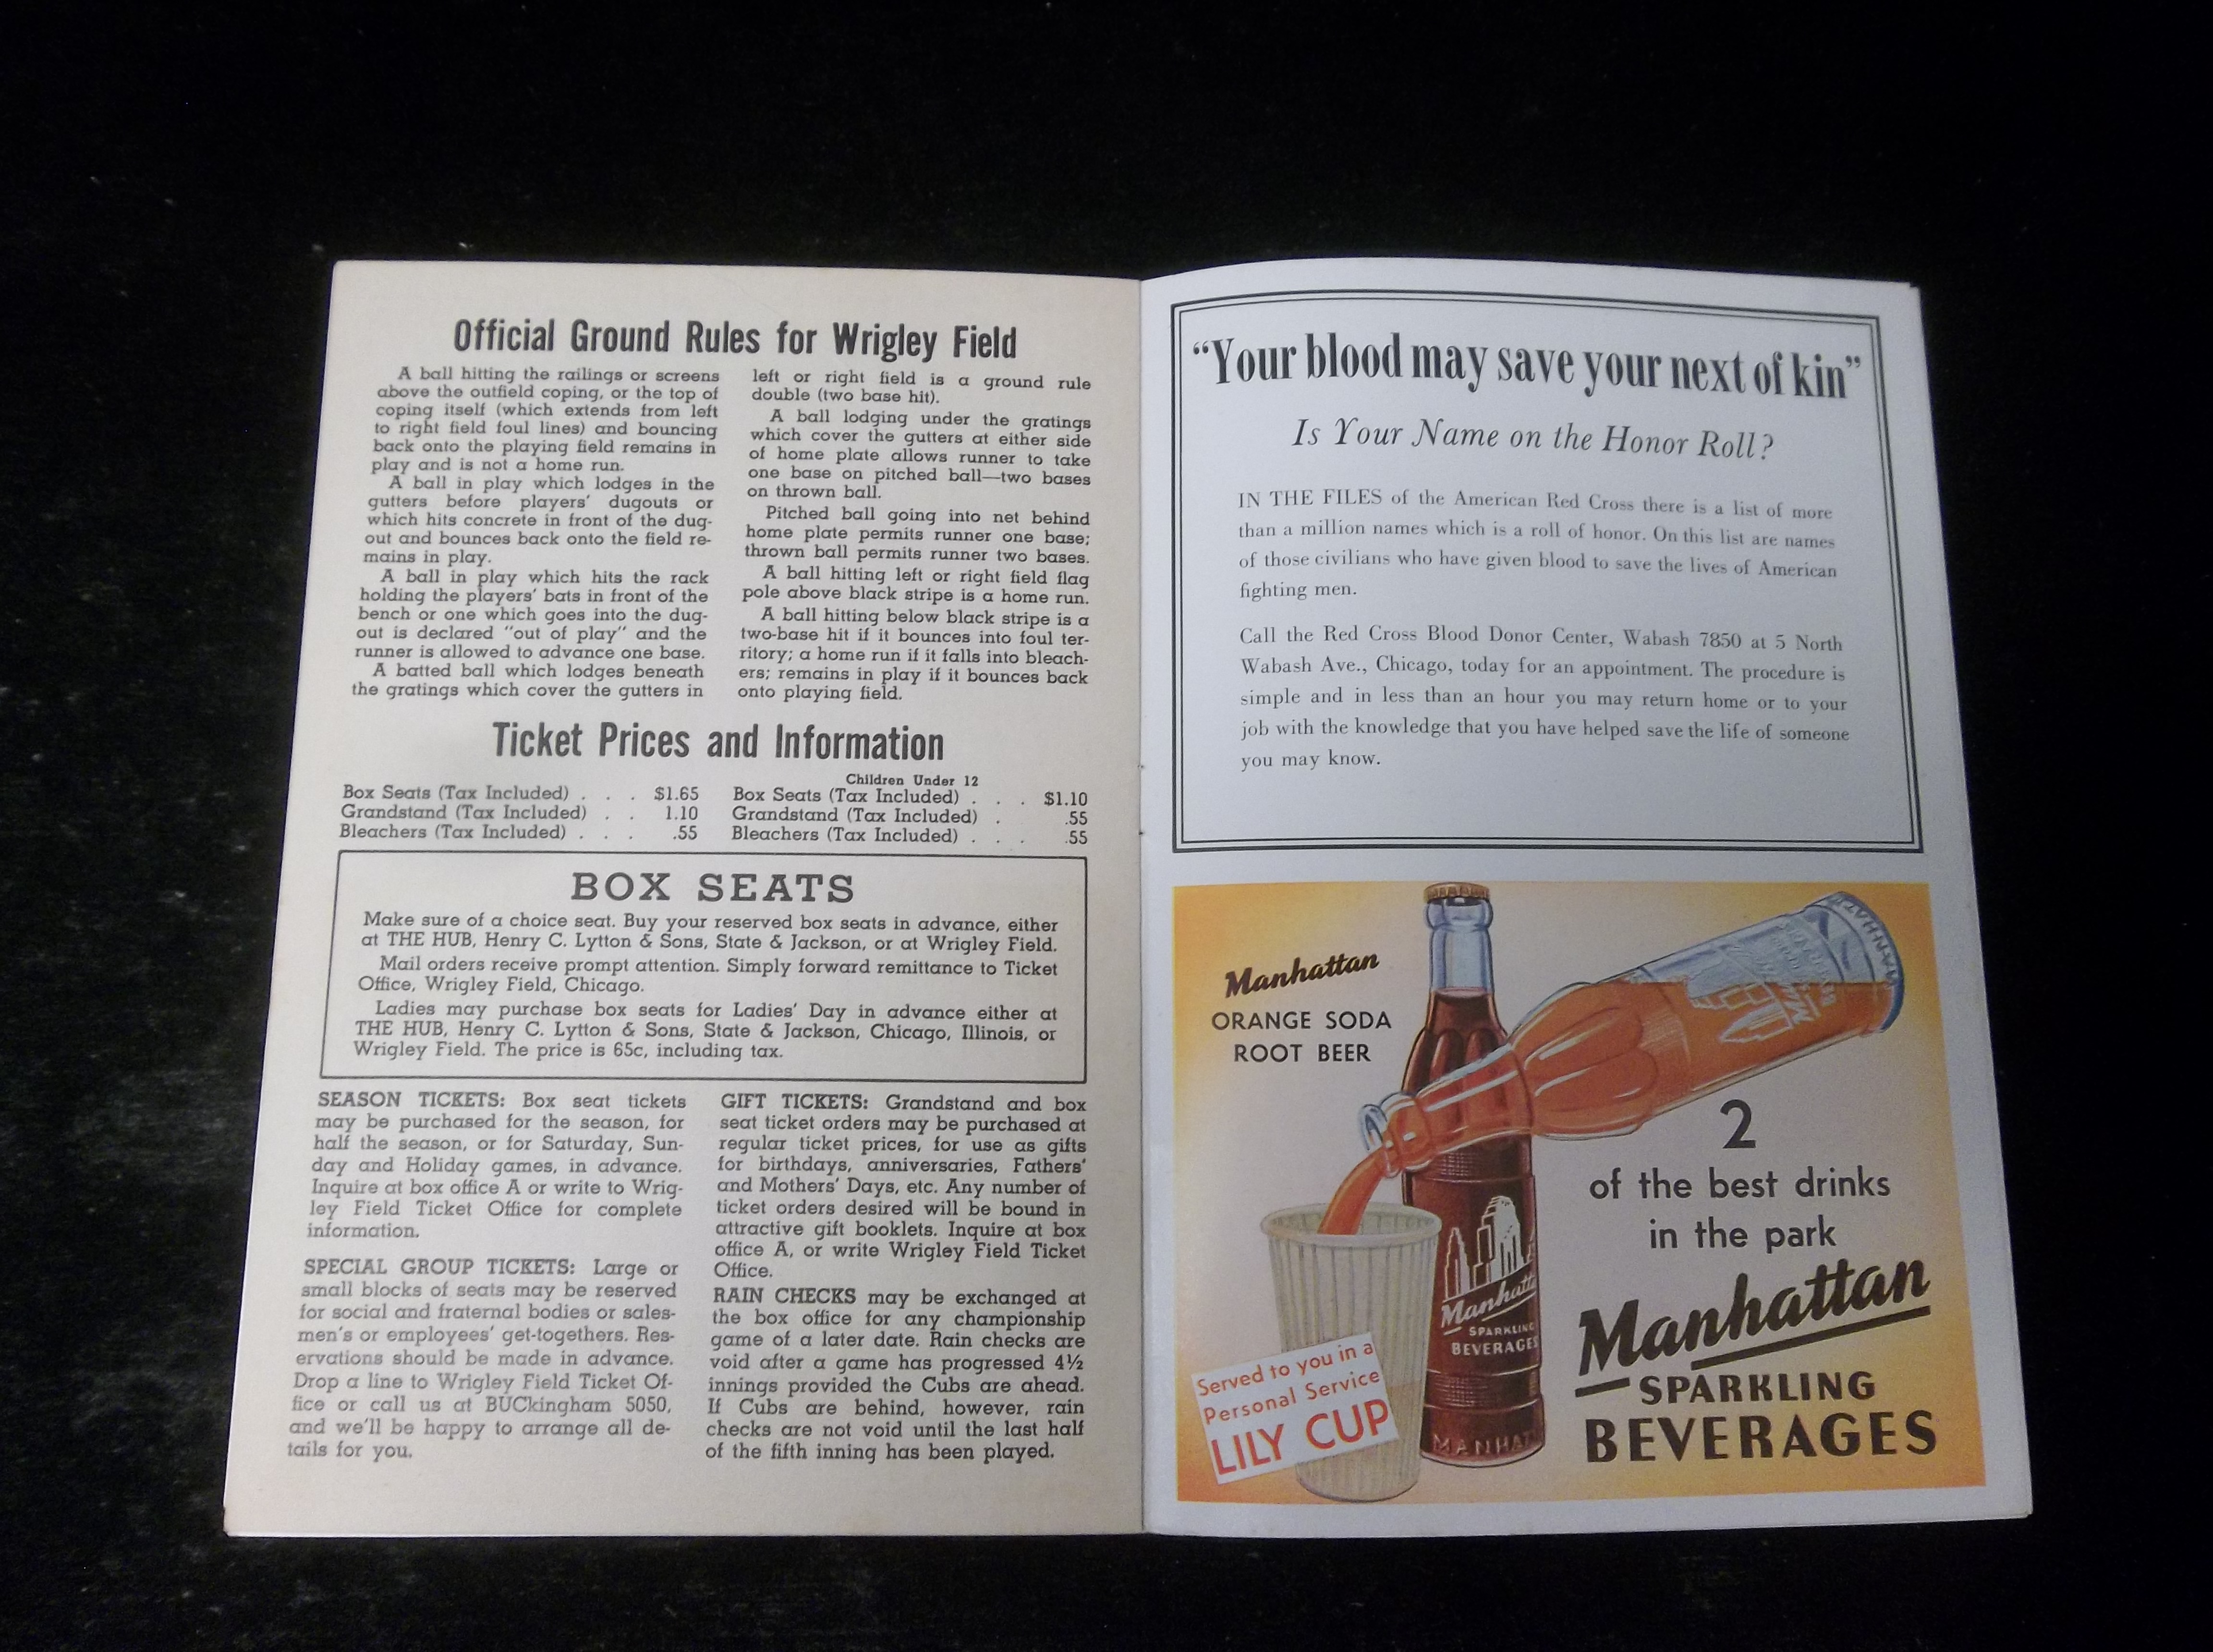 Official Ground Rules for Wrigley Field
A ball hitting the railings or screens
above the outfield coping, or the top of
coping itself (which extends from left
to right field foul lines) and bouncing
back onto the playing field remains in
play and is not a home run.
A ball in play which lodges in the
gutters before players' dugouts or
which hits concrete in front of the dug-
out and bounces back onto the field re-
mains in play.
A ball in play which hits the rack
holding the players' bats in front of the
bench or one which goes into the dug-
out is declared "out of play" and the
runner is allowed to advance one base.
A batted ball which lodges beneath
the gratings which cover the gutters in
left or right field is a ground rule
double (two base hit).
A ball lodging under the gratings
which cover the gutters at either side
of home plate allows runner to take
one base on pitched ball—two bases
on thrown ball.
Pitched ball going into net behind
home plate permits runner one base;
thrown ball permits runner two bases.
A ball hitting left or right field flag
pole above black stripe is a home run.
A ball hitting below black stripe is a
two-base hit if it bounces into foul ter-
ritory; a home run if it falls into bleach-
ers; remains in play if it bounces back
onto playing field.
Ticket Prices and Information
Box Seats (Tax Included) . . . $1.65
Grandstand (Tax Included) . . 1.10
Bleachers (Tax Included) . . . .55
Children Under 12
Box Seats (Tax Included) . . . $1.10
Grandstand (Tax Included) . .55
Bleachers (Tax Included) . . . .55
BOX SEATS
Make sure of a choice seat. Buy your reserved box seats in advance, either
at THE HUB, Henry C. Lytton & Sons, State & Jackson, or at Wrigley Field.
Mail orders receive prompt attention. Simply forward remittance to Ticket
Office, Wrigley Field, Chicago.
Ladies may purchase box seats for Ladies' Day in advance either at
THE HUB, Henry C. Lytton & Sons, State & Jackson, Chicago, Illinois, or
Wrigley Field. The price is 65c, including tax.
SEASON TICKETS: Box seat tickets
may be purchased for the season, for
half the season, or for Saturday, Sun-
day and Holiday games, in advance.
Inquire at box office A or write to Wrig-
ley Field Ticket Office for complete
information.
SPECIAL GROUP TICKETS: Large or
small blocks of seats may be reserved
for social and fraternal bodies or sales-
men's or employees' get-togethers. Res-
ervations should be made in advance.
Drop a line to Wrigley Field Ticket Of-
fice or call us at BUCkingham 5050,
and we'll be happy to arrange all de-
tails for you.
GIFT TICKETS: Grandstand and box
seat ticket orders may be purchased at
regular ticket prices, for use as gifts
for birthdays, anniversaries, Fathers'
and Mothers' Days, etc. Any number of
ticket orders desired will be bound in
attractive gift booklets. Inquire at box
office A, or write Wrigley Field Ticket
Office.
RAIN CHECKS may be exchanged at
the box office for any championship
game of a later date. Rain checks are
void after a game has progressed 4½
innings provided the Cubs are ahead.
If Cubs are behind, however, rain
checks are not void until the last half
of the fifth inning has been played.
"Your blood may save your next of kin"
Is Your Name on the Honor Roll?
IN THE FILES of the American Red Cross there is a list of more
than a million names which is a roll of honor. On this list are names
of those civilians who have given blood to save the lives of American
fighting men.
Call the Red Cross Blood Donor Center, Wabash 7850 at 5 North
Wabash Ave., Chicago, today for an appointment. The procedure is
simple and in less than an hour you may return home or to your
job with the knowledge that you have helped save the life of someone
you may know.
Manhattan
ORANGE SODA
ROOT BEER
2
of the best drinks
in the park
Manhattan
SPARKLING
BEVERAGES
Manhatt
SPARKLING
BEVERAGES
MANHAT
Served to you in a
Personal Service
LILY CUP